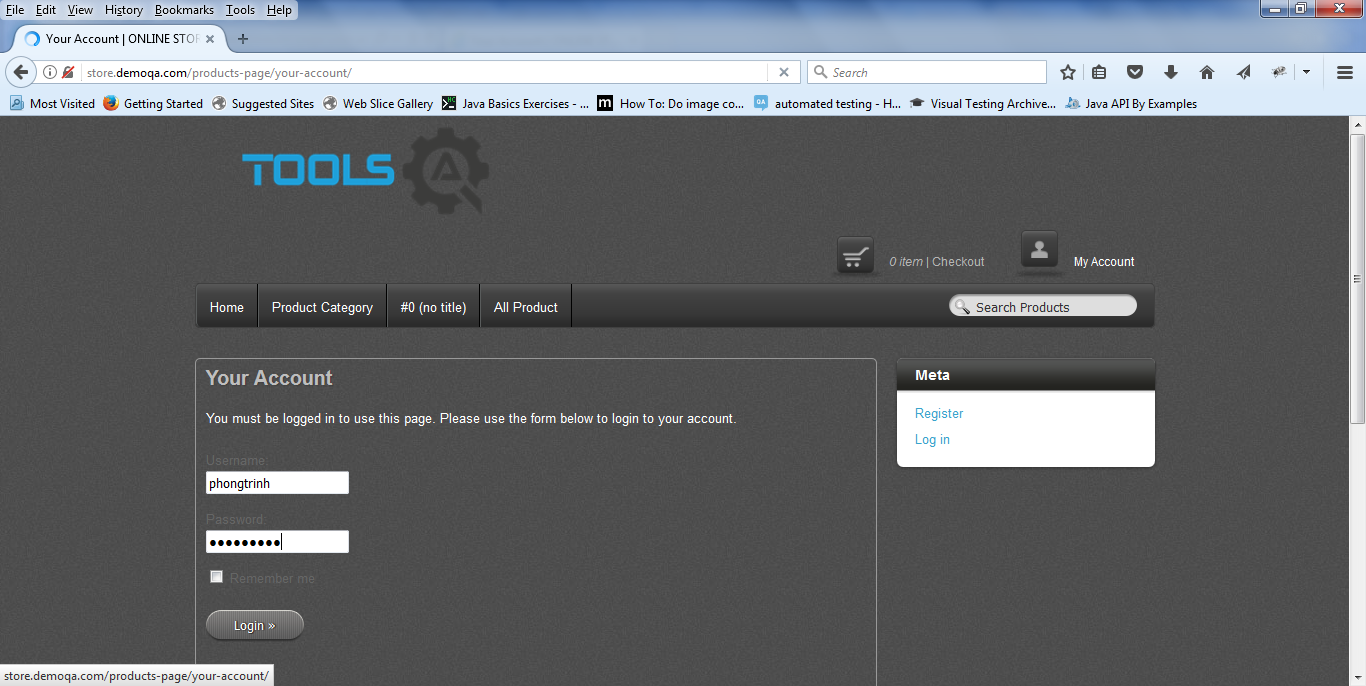 File Edit View History Bookmarks Tools Help
Your Account | ONLINE STOR
store.demoqa.com/products-page/your-account/
Search
Most Visited Getting Started Suggested Sites Web Slice Gallery Java Basics Exercises - ... How To: Do image co... automated testing - H... Visual Testing Archive... Java API By Examples
TOOLS
0 item | Checkout My Account
Home Product Category #0 (no title) All Product Search Products
Your Account
Meta
You must be logged in to use this page. Please use the form below to login to your account.
Register
Log in
Username:
phongtrinh
Password:
•••••••••
Remember me
Login »
store.demoqa.com/products-page/your-account/